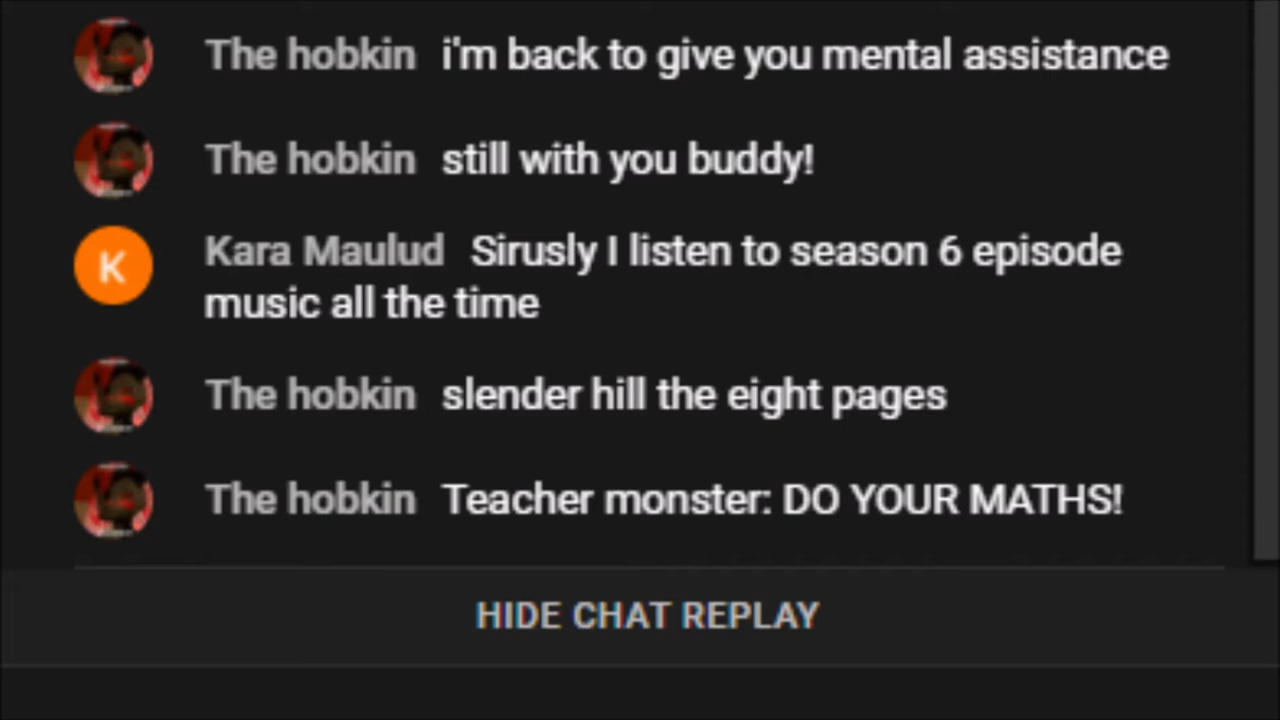 The hobkin i'm back to give you mental assistance
The hobkin still with you buddy!
K
Kara Maulud Sirusly I listen to season 6 episode
music all the time
The hobkin slender hill the eight pages
The hobkin Teacher monster: DO YOUR MATHS!
HIDE CHAT REPLAY